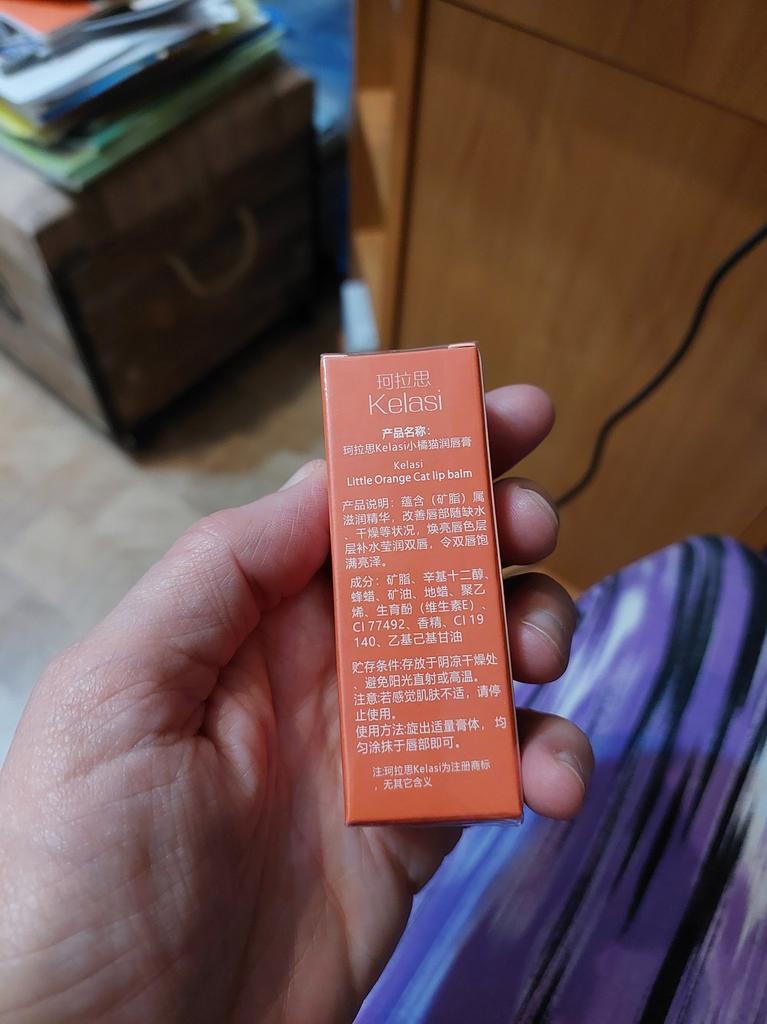 珂拉思
Kelasi
产品名称：
珂拉思Kelasi小橘猫润唇膏
Kelasi
Little Orange Cat lip balm
产品说明：蕴含（矿脂）属
滋润精华，改善唇部随缺水
、干燥等状况，焕亮唇色层
层补水莹润双唇，令双唇饱
满亮泽。
成分：矿脂、辛基十二醇、
蜂蜡、矿油、地蜡、聚乙
烯、生育酚（维生素E）、
CI 77492、香精、CI 19
140、乙基己基甘油
贮存条件:存放于阴凉干燥处
、避免阳光直射或高温。
注意:若感觉肌肤不适，请停
止使用。
使用方法:旋出适量膏体，均
匀涂抹于唇部即可。
注:珂拉思Kelasi为注册商标
，无其它含义